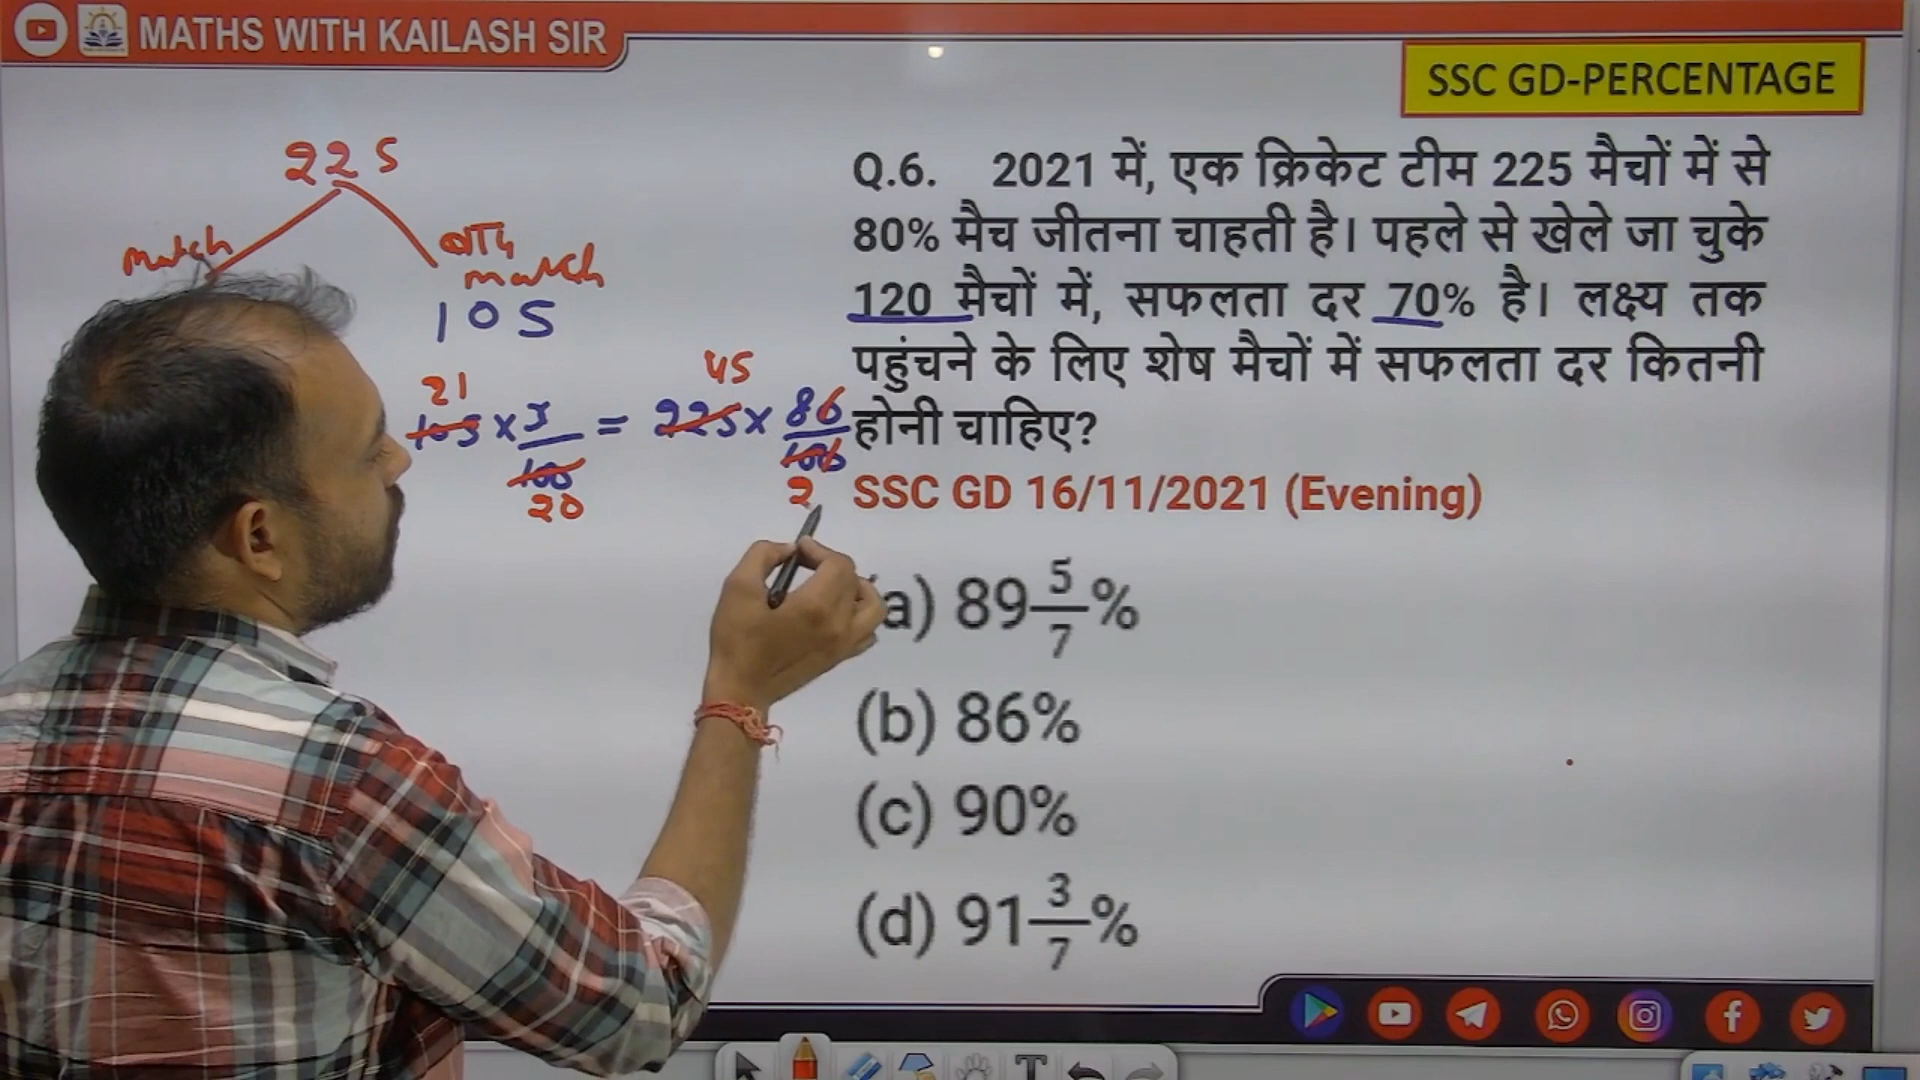 MATHS WITH KAILASH SIR
SSC GD-PERCENTAGE
225
match
match
105
21
45
105 × x/100 = 225 × 80/100
20
2
Q.6. 2021 में, एक क्रिकेट टीम 225 मैचों में से
80% मैच जीतना चाहती है। पहले से खेले जा चुके
120 मैचों में, सफलता दर 70% है। लक्ष्य तक
पहुंचने के लिए शेष मैचों में सफलता दर कितनी
होनी चाहिए?
SSC GD 16/11/2021 (Evening)
a) 89 5/7 %
(b) 86%
(c) 90%
(d) 91 3/7 %